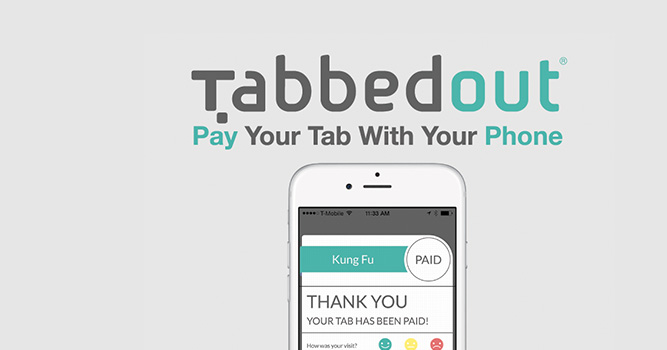 Tabbedout®
Pay Your Tab With Your Phone
T-Mobile 11:33 AM
Kung Fu PAID
THANK YOU
YOUR TAB HAS BEEN PAID!
How was your visit?